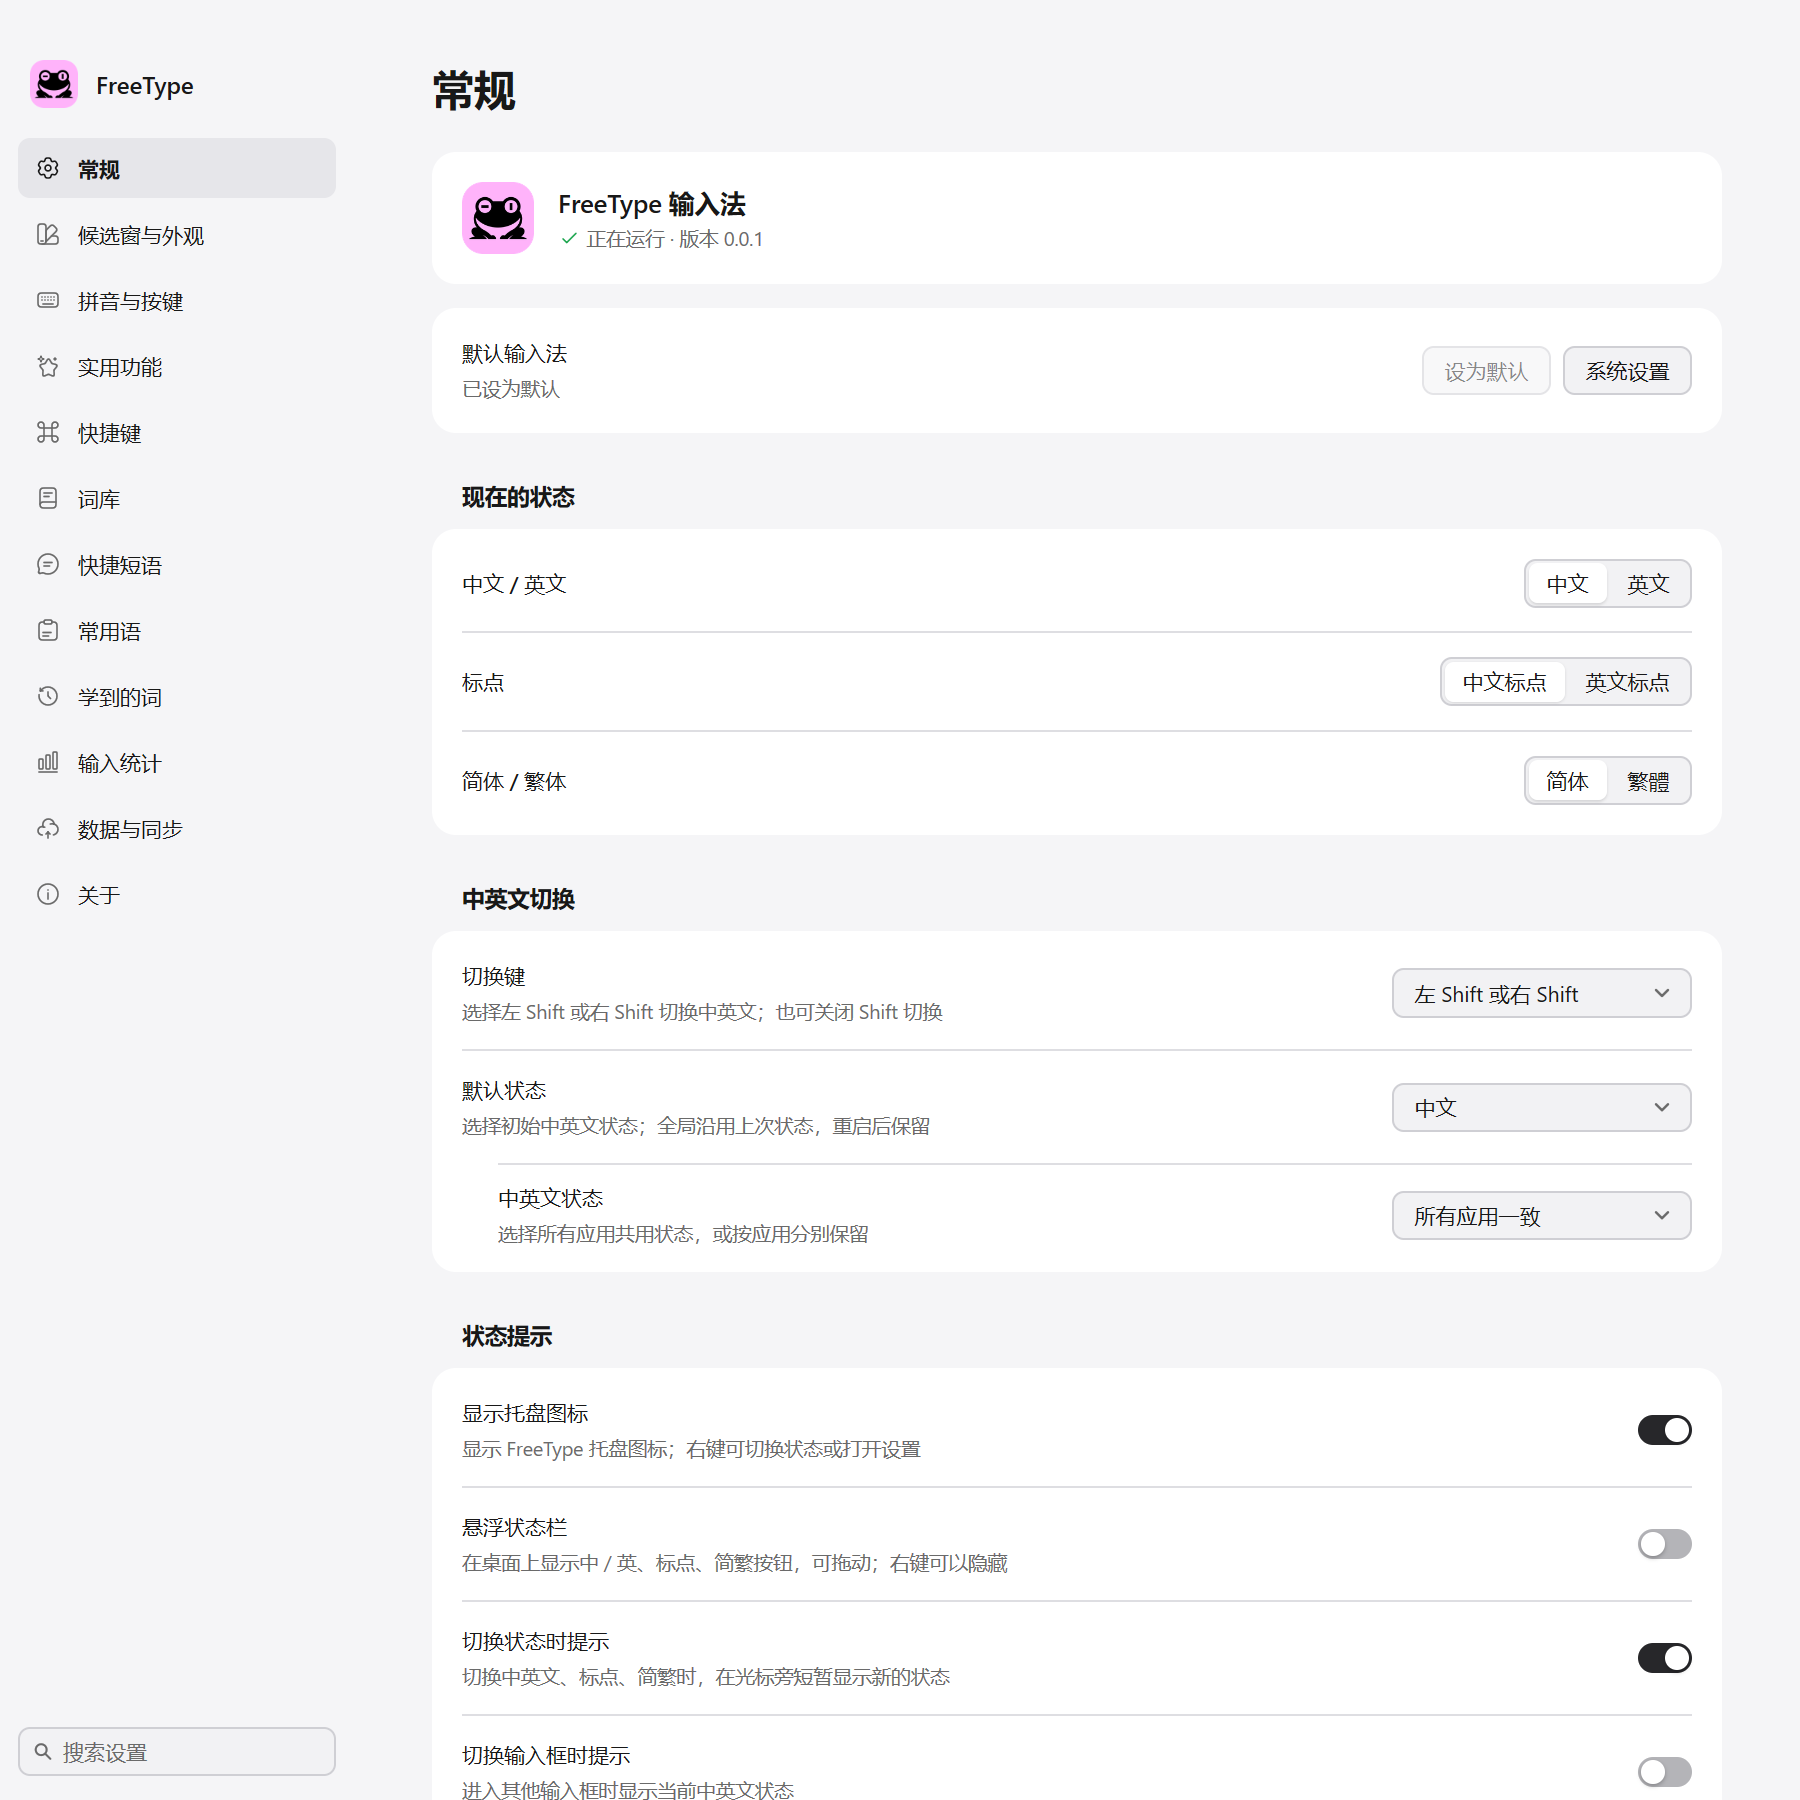 FreeType
常规
候选窗与外观
拼音与按键
实用功能
快捷键
词库
快捷短语
常用语
学到的词
输入统计
数据与同步
关于
搜索设置
常规
FreeType 输入法
正在运行 · 版本 0.0.1
默认输入法
已设为默认
设为默认
系统设置
现在的状态
中文 / 英文
中文
英文
标点
中文标点
英文标点
简体 / 繁体
简体
繁體
中英文切换
切换键
选择左 Shift 或右 Shift 切换中英文；也可关闭 Shift 切换
左 Shift 或右 Shift
默认状态
选择初始中英文状态；全局沿用上次状态，重启后保留
中文
中英文状态
选择所有应用共用状态，或按应用分别保留
所有应用一致
状态提示
显示托盘图标
显示 FreeType 托盘图标；右键可切换状态或打开设置
悬浮状态栏
在桌面上显示中 / 英、标点、简繁按钮，可拖动；右键可以隐藏
切换状态时提示
切换中英文、标点、简繁时，在光标旁短暂显示新的状态
切换输入框时提示
进入其他输入框时显示当前中英文状态